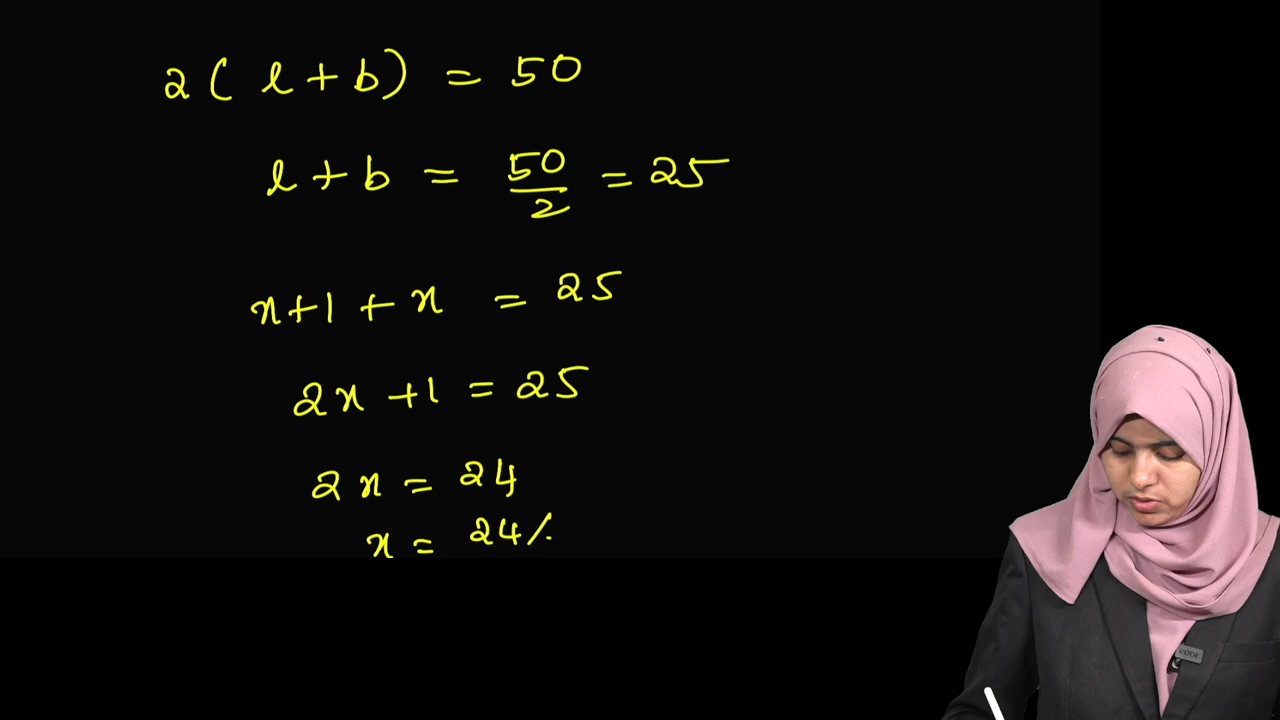 2(l+b) = 50
l+b = 50/2 = 25
x+1+x = 25
2x+1 = 25
2x = 24
x = 24/